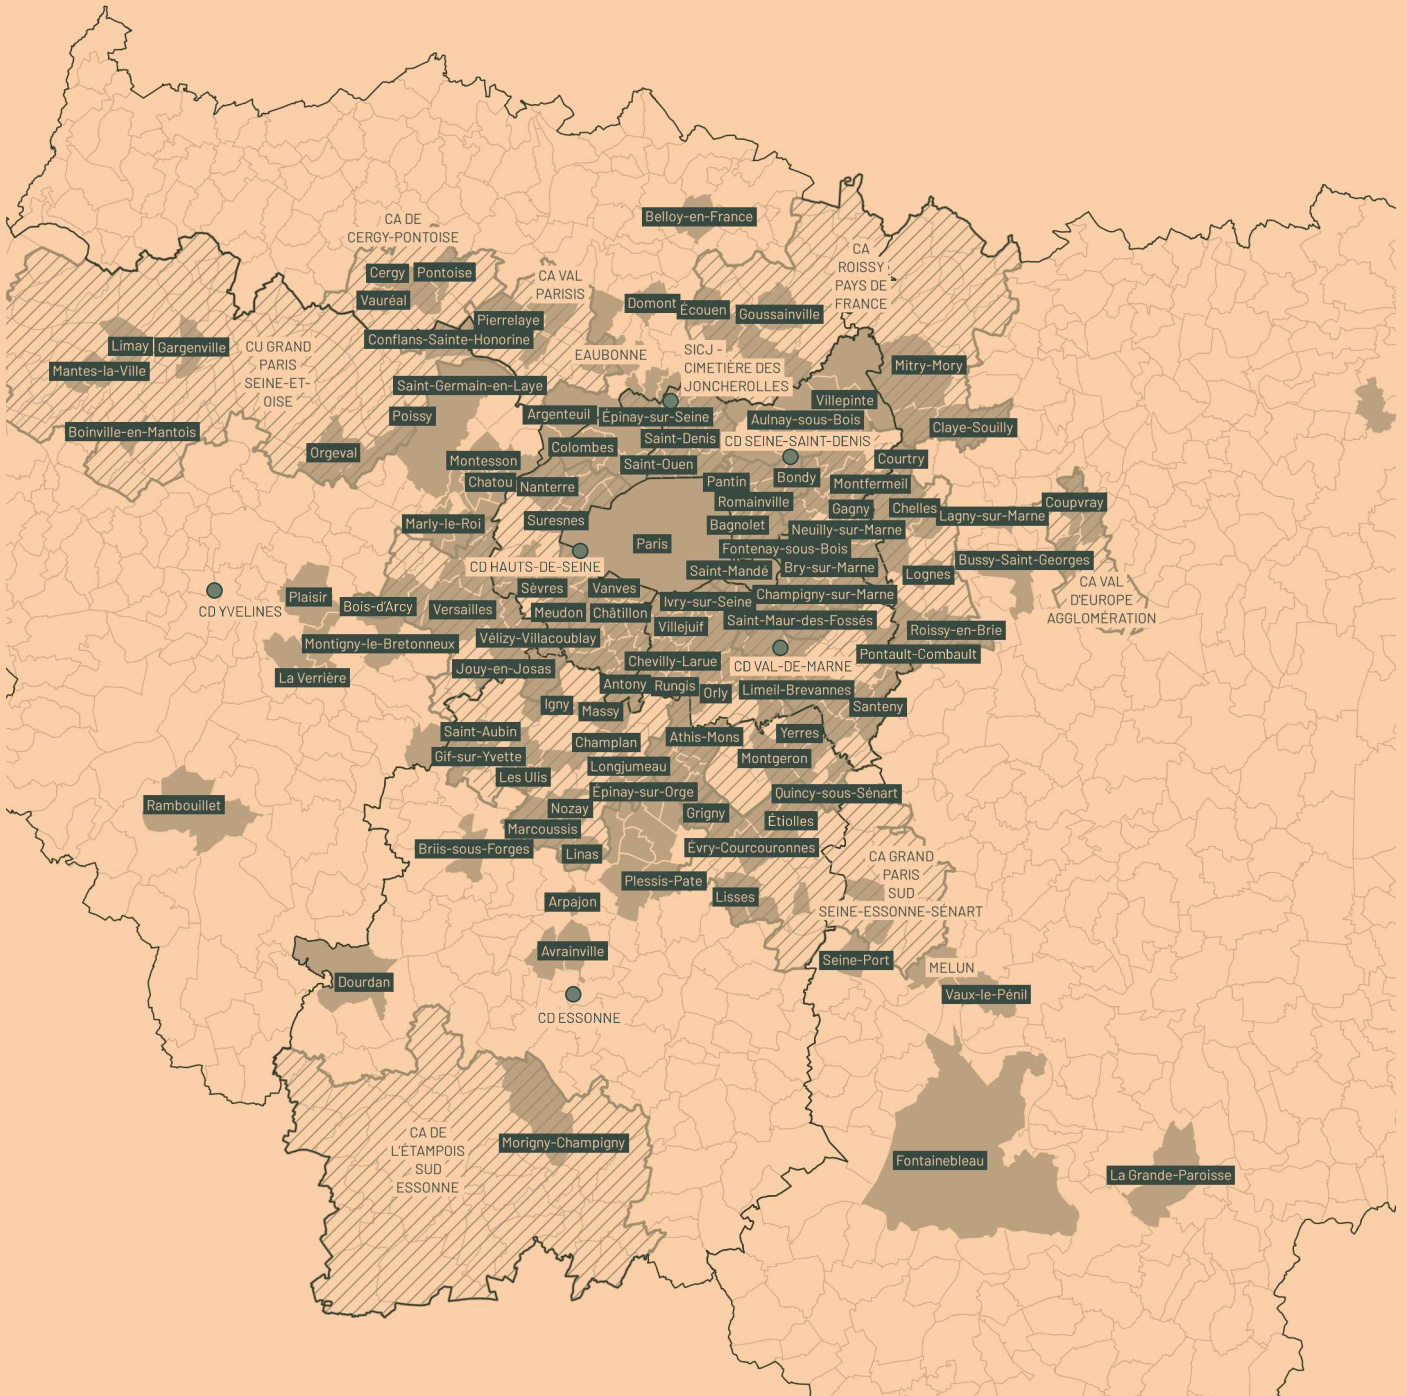 CA DE
CERGY-PONTOISE
Belloy-en-France
CA
ROISSY
PAYS DE
FRANCE
Cergy
Pontoise
Vauréal
CA VAL
PARISIS
Domont
Écouen
Goussainville
Pierrelaye
Conflans-Sainte-Honorine
Limay
Gargenville
Mantes-la-Ville
CU GRAND
PARIS
SEINE-ET-
OISE
EAUBONNE
SICJ -
CIMETIÈRE DES
JONCHEROLLES
Mitry-Mory
Saint-Germain-en-Laye
Villepinte
Poissy
Argenteuil
Épinay-sur-Seine
Aulnay-sous-Bois
Claye-Souilly
Boinville-en-Mantois
Orgeval
Colombes
Saint-Denis
CD SEINE-SAINT-DENIS
Montesson
Saint-Ouen
Courtry
Chatou
Nanterre
Pantin
Bondy
Montfermeil
Romainville
Gagny
Chelles
Lagny-sur-Marne
Coupvray
Marly-le-Roi
Suresnes
Bagnolet
Neuilly-sur-Marne
Paris
Fontenay-sous-Bois
Bussy-Saint-Georges
CD HAUTS-DE-SEINE
Saint-Mandé
Bry-sur-Marne
Lognes
CA VAL
D'EUROPE
AGGLOMÉRATION
Sèvres
Vanves
Champigny-sur-Marne
CD YVELINES
Plaisir
Bois-d'Arcy
Versailles
Meudon
Châtillon
Ivry-sur-Seine
Villejuif
Saint-Maur-des-Fossés
Roissy-en-Brie
Montigny-le-Bretonneux
Vélizy-Villacoublay
Pontault-Combault
La Verrière
Jouy-en-Josas
Chevilly-Larue
CD VAL-DE-MARNE
Antony
Rungis
Orly
Limeil-Brevannes
Santeny
Igny
Massy
Saint-Aubin
Champlan
Athis-Mons
Yerres
Gif-sur-Yvette
Longjumeau
Montgeron
Les Ulis
Épinay-sur-Orge
Quincy-sous-Sénart
Rambouillet
Nozay
Grigny
Étiolles
Marcoussis
Briis-sous-Forges
Linas
Évry-Courcouronnes
CA GRAND
PARIS
SUD
SEINE-ESSONNE-SÉNART
Plessis-Pate
Lisses
Arpajon
Avrainville
Seine-Port
MELUN
Dourdan
Vaux-le-Pénil
CD ESSONNE
CA DE
L'ÉTAMPOIS
SUD
ESSONNE
Morigny-Champigny
Fontainebleau
La Grande-Paroisse